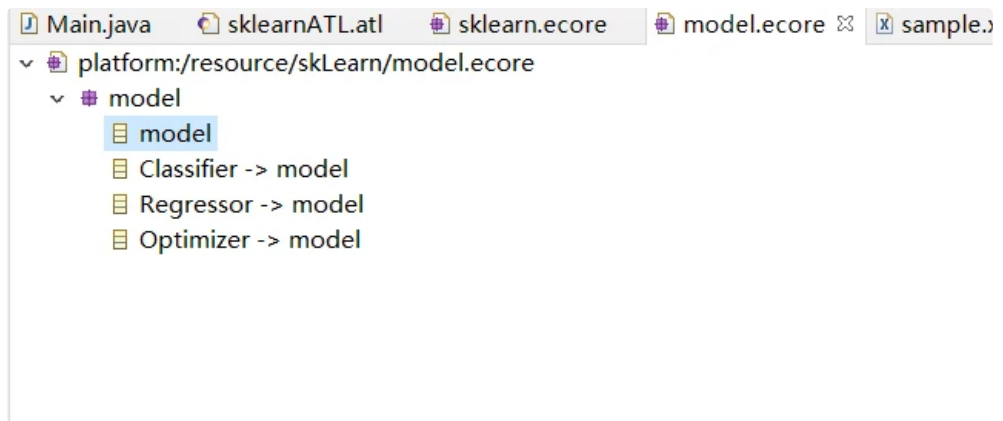 Main.java sklearnATL.atl sklearn.ecore model.ecore sample.x
platform:/resource/skLearn/model.ecore
model
model
Classifier -> model
Regressor -> model
Optimizer -> model